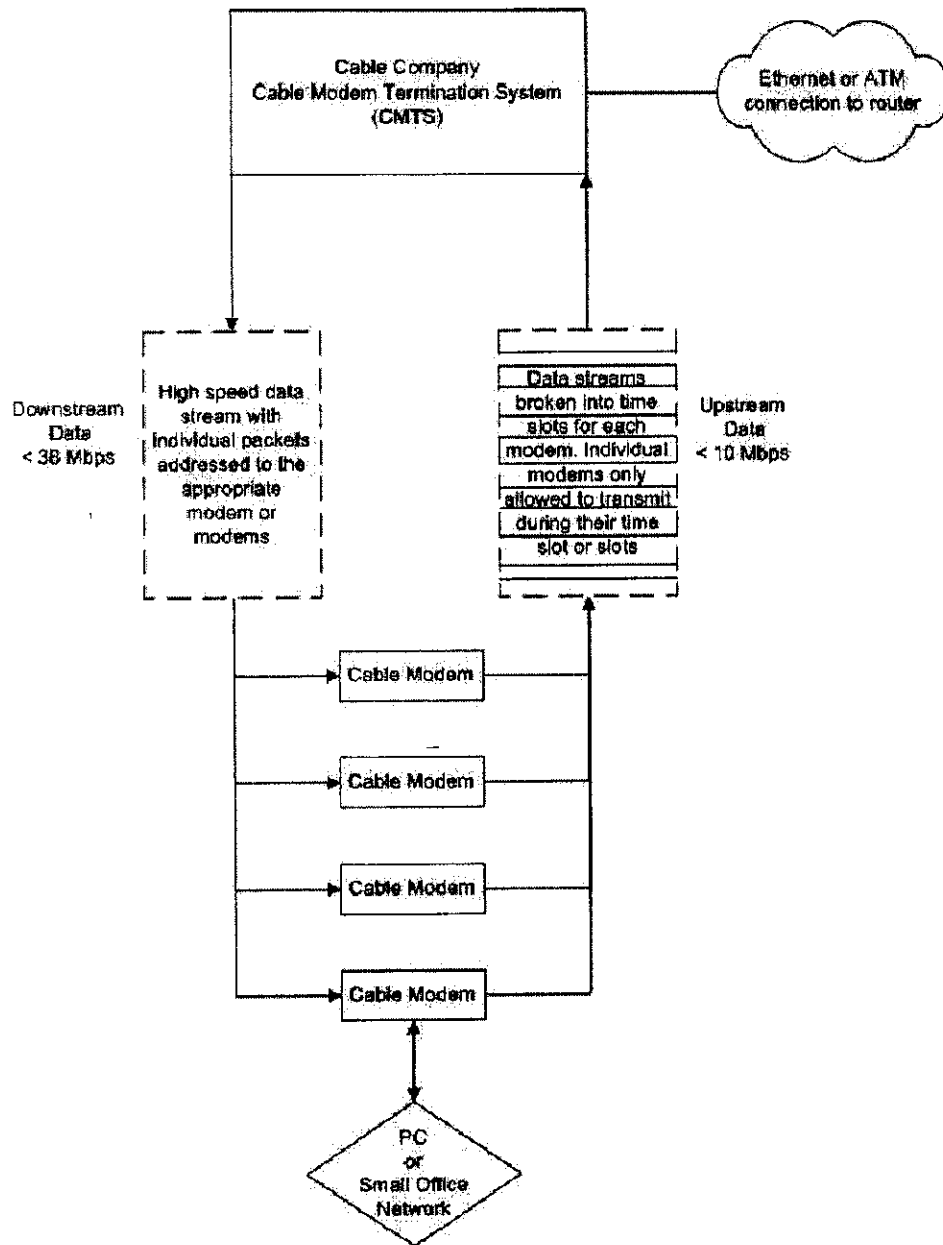 Cable Company
Cable Modem Termination System
(CMTS)
Ethernet or ATM
connection to router
Downstream
Data
< 38 Mbps
High speed data
stream with
individual packets
addressed to the
appropriate
modem or
modems
Data streams
broken into time
slots for each
modem. Individual
modems only
allowed to transmit
during their time
slot or slots
Upstream
Data
< 10 Mbps
Cable Modem
Cable Modem
Cable Modem
Cable Modem
PC
or
Small Office
Network